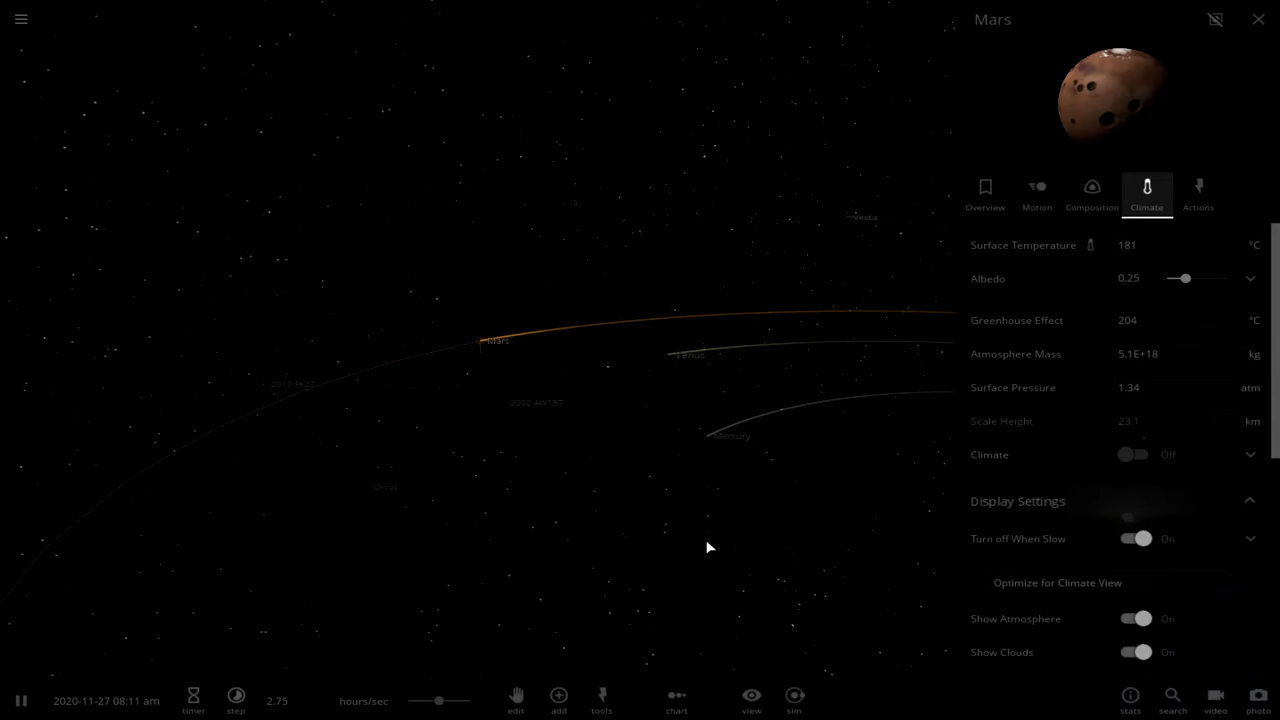 Mars
Overview Motion Composition Climate Actions
Surface Temperature 181 °C
Albedo 0.25
Greenhouse Effect 204 °C
Atmosphere Mass 5.1E+18 kg
Surface Pressure 1.34 atm
Scale Height 23.1 km
Climate Off
Display Settings
Turn off When Slow On
Optimize for Climate View
Show Atmosphere On
Show Clouds On
Vesta
Mars
Venus
2002 AW197
Mercury
Orcus
2020-11-27 08:11 am timer step 2.75 hours/sec edit add tools chart view sim stats search video photo